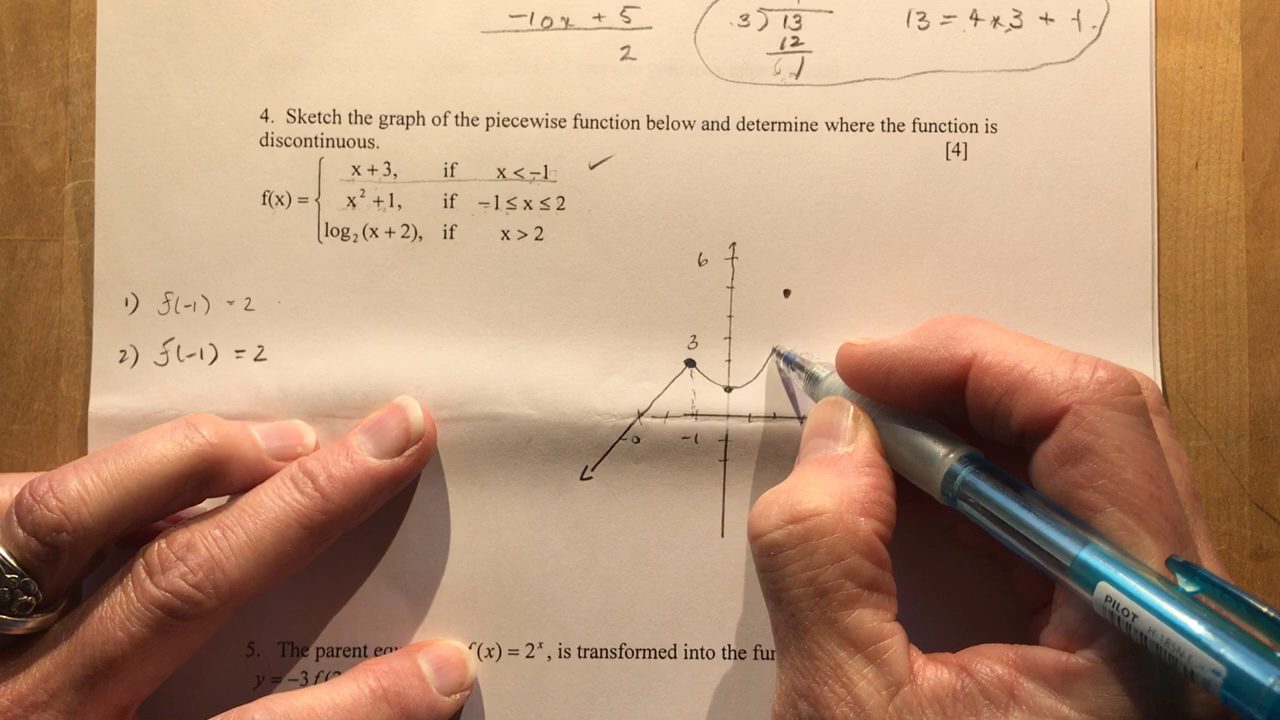 -10x + 5
2
3) 13
12
1
13 = 4 x 3 + 1.
4. Sketch the graph of the piecewise function below and determine where the function is
discontinuous. [4]
f(x) = { x + 3, if x < -1 ✓
x² + 1, if -1 ≤ x ≤ 2
log₂ (x + 2), if x > 2
1) f(-1) = 2
2) f(-1) = 2
6
3
-1
5. The parent f(x) = 2ˣ, is transformed into the
y = -3 f(
PILOT